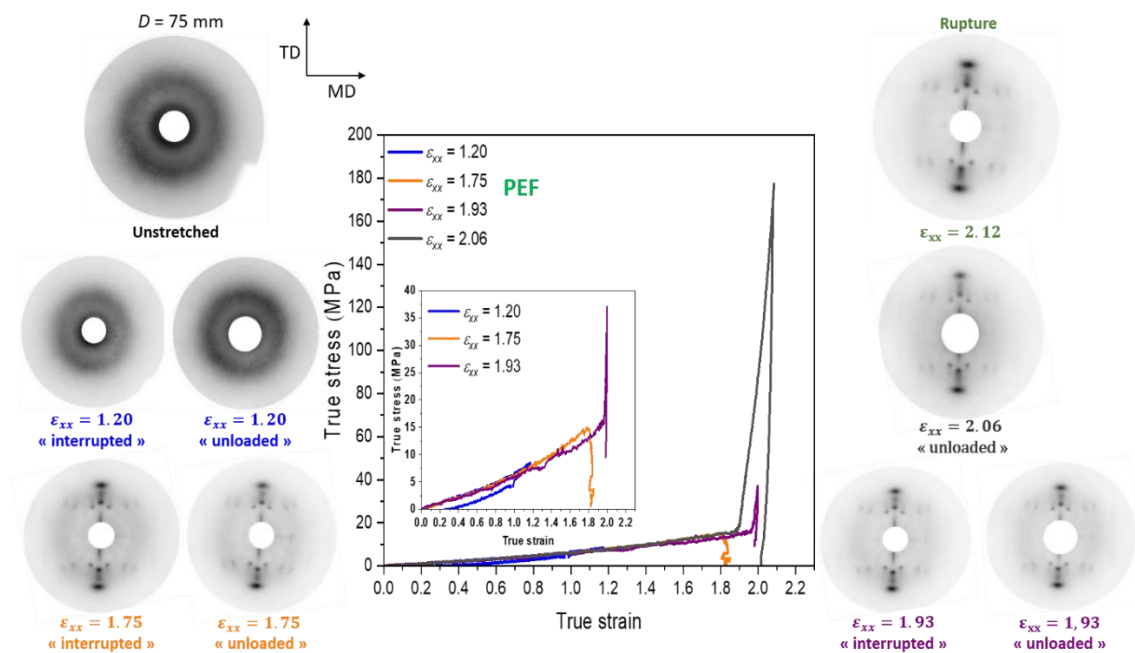 D = 75 mm
TD
MD
Unstretched
εxx = 1.20
« interrupted »
εxx = 1.20
« unloaded »
εxx = 1.75
« interrupted »
εxx = 1.75
« unloaded »
True stress (MPa)
200
180
160
140
120
100
80
60
40
20
0
εxx = 1.20
εxx = 1.75
εxx = 1.93
εxx = 2.06
PEF
True stress (MPa)
40
35
30
25
20
15
10
5
0
εxx = 1.20
εxx = 1.75
εxx = 1.93
0.0 0.2 0.4 0.6 0.8 1.0 1.2 1.4 1.6 1.8 2.0 2.2
True strain
0.0 0.2 0.4 0.6 0.8 1.0 1.2 1.4 1.6 1.8 2.0 2.2
True strain
Rupture
εxx = 2.12
εxx = 2.06
« unloaded »
εxx = 1.93
« interrupted »
εxx = 1,93
« unloaded »